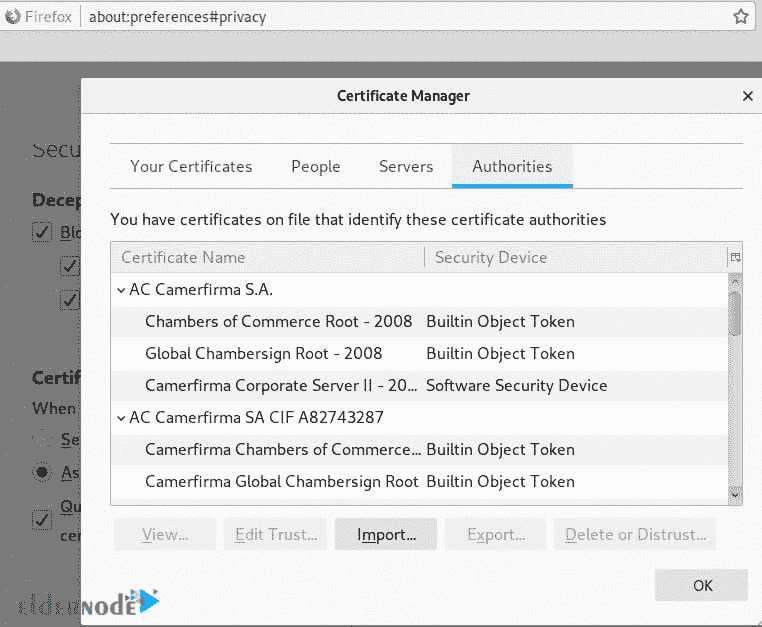 Firefox about:preferences#privacy
Certificate Manager
Secu
Your Certificates People Servers Authorities
Decep
You have certificates on file that identify these certificate authorities
Blo
Certificate Name Security Device
AC Camerfirma S.A.
Chambers of Commerce Root - 2008 Builtin Object Token
Global Chambersign Root - 2008 Builtin Object Token
Certif
Camerfirma Corporate Server II - 20... Software Security Device
When
AC Camerfirma SA CIF A82743287
Se
Camerfirma Chambers of Commerce... Builtin Object Token
As
Camerfirma Global Chambersign Root Builtin Object Token
Qu
cer
View... Edit Trust... Import... Export... Delete or Distrust...
OK
ELDERNODE